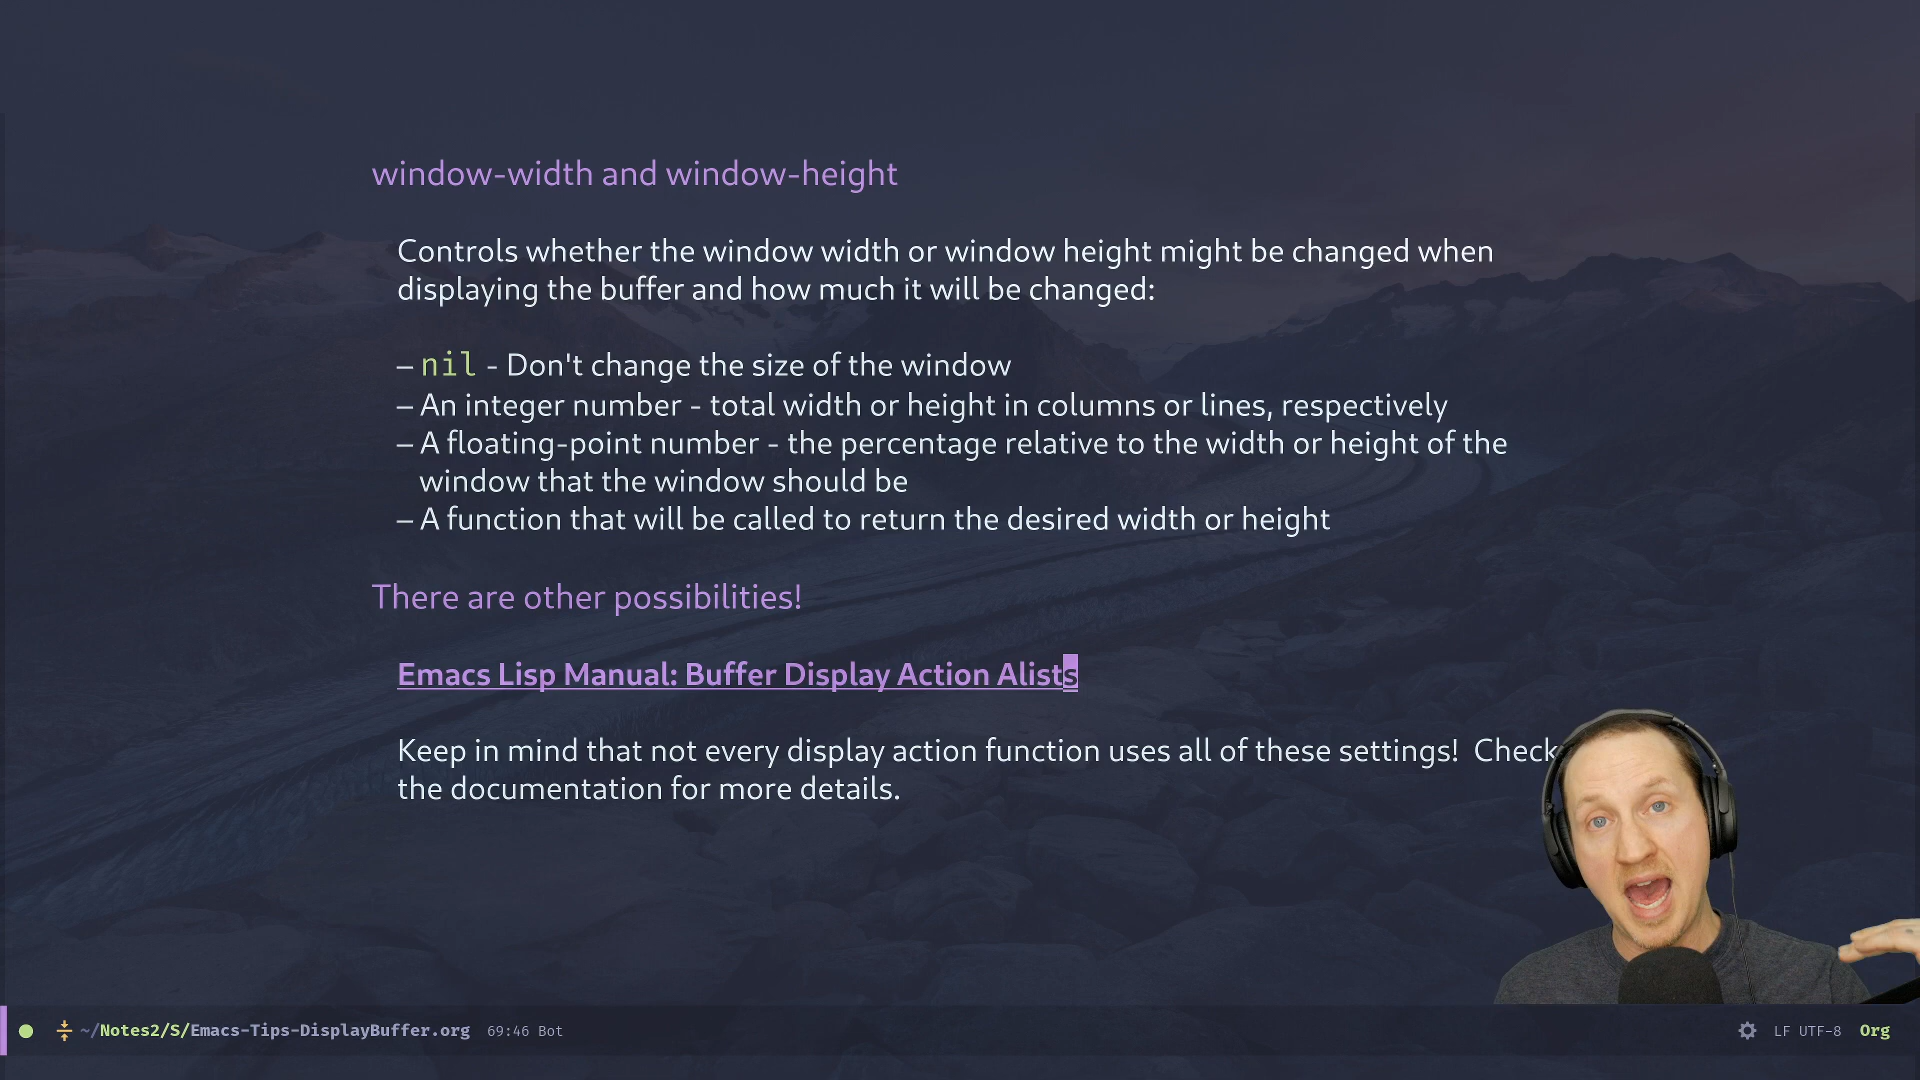 window-width and window-height
Controls whether the window width or window height might be changed when
displaying the buffer and how much it will be changed:
– nil - Don't change the size of the window
– An integer number - total width or height in columns or lines, respectively
– A floating-point number - the percentage relative to the width or height of the
window that the window should be
– A function that will be called to return the desired width or height
There are other possibilities!
Emacs Lisp Manual: Buffer Display Action Alists
Keep in mind that not every display action function uses all of these settings!  Check
the documentation for more details.
~/Notes2/S/Emacs-Tips-DisplayBuffer.org 69:46 Bot LF UTF-8 Org